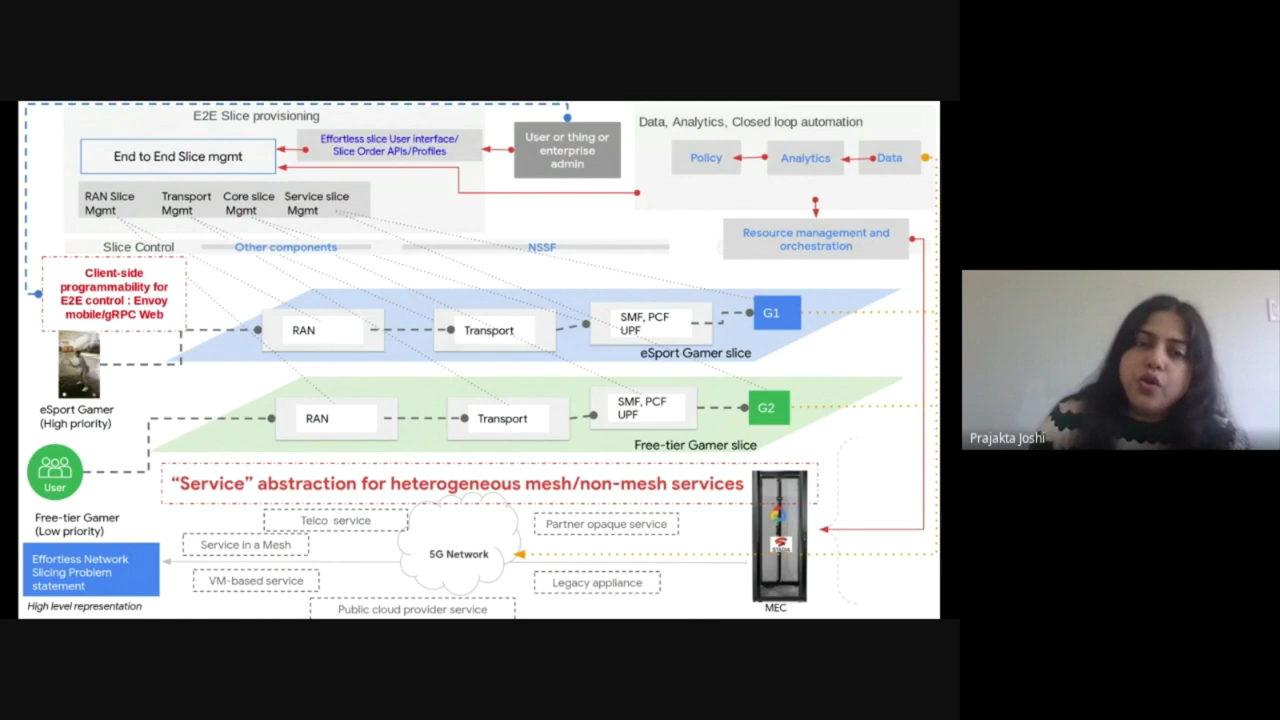 E2E Slice provisioning
Data, Analytics, Closed loop automation
End to End Slice mgmt
Effortless slice User interface/
Slice Order APIs/Profiles
User or thing or
enterprise
admin
Policy
Analytics
Data
RAN Slice
Mgmt
Transport
Mgmt
Core slice
Mgmt
Service slice
Mgmt
Resource management and
orchestration
Slice Control
Other components
NSSF
Client-side
programmability for
E2E control : Envoy
mobile/gRPC Web
RAN
Transport
SMF, PCF
UPF
G1
eSport Gamer slice
eSport Gamer
(High priority)
RAN
Transport
SMF, PCF
UPF
G2
Free-tier Gamer slice
User
Free-tier Gamer
(Low priority)
“Service” abstraction for heterogeneous mesh/non-mesh services
Telco service
Partner opaque service
Service in a Mesh
5G Network
VM-based service
Legacy appliance
Public cloud provider service
Effortless Network
Slicing Problem
statement
High level representation
MEC
Prajakta Joshi